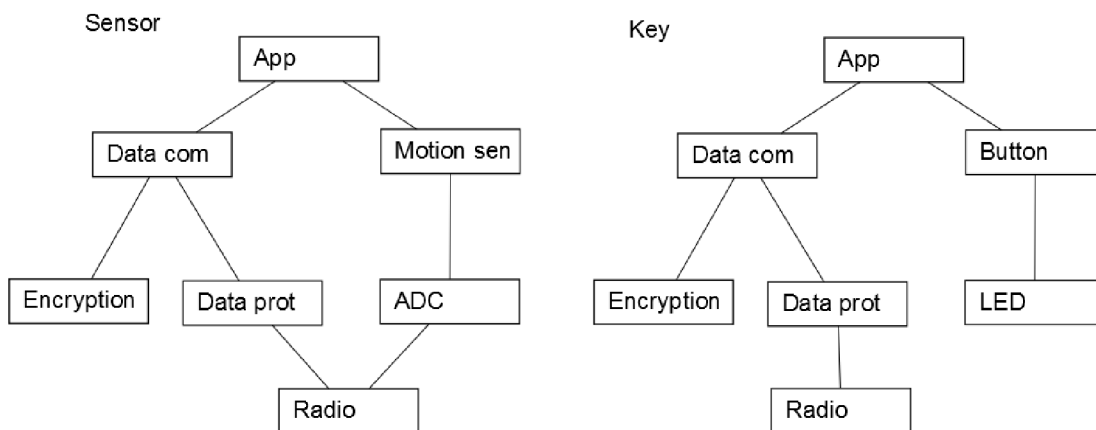 Sensor
App
Data com
Motion sen
Encryption
Data prot
ADC
Radio
Key
App
Data com
Button
Encryption
Data prot
LED
Radio